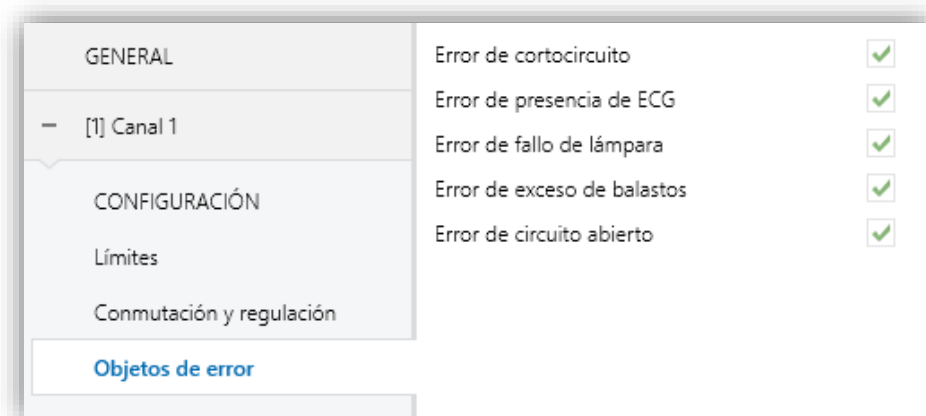 GENERAL
[1] Canal 1
CONFIGURACIÓN
Límites
Conmutación y regulación
Objetos de error
Error de cortocircuito
Error de presencia de ECG
Error de fallo de lámpara
Error de exceso de balastos
Error de circuito abierto